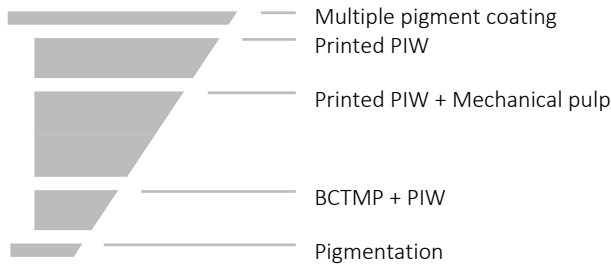 Multiple pigment coating
Printed PIW
Printed PIW + Mechanical pulp
BCTMP + PIW
Pigmentation